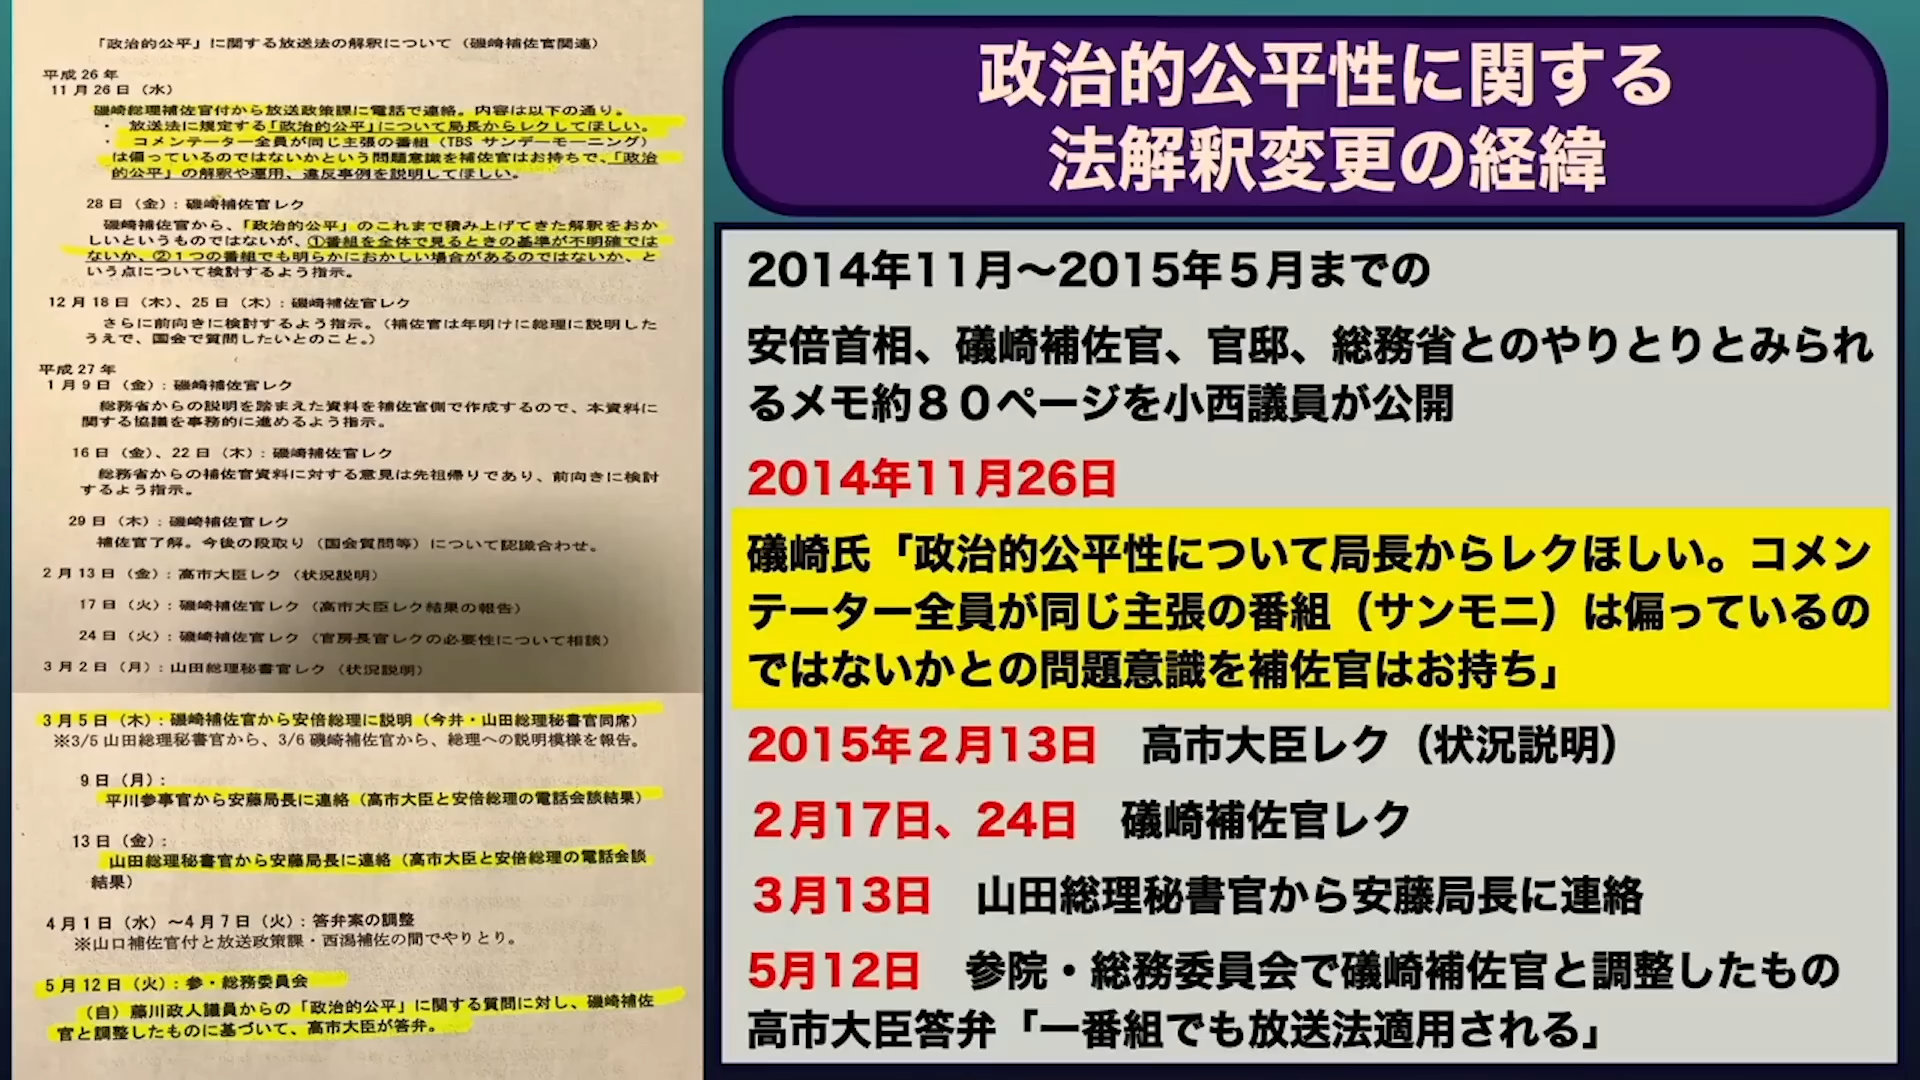 「政治的公平」に関する放送法の解釈について（磯崎補佐官関連）
平成26年
11月26日（水）
磯崎総理補佐官付から放送政策課に電話で連絡。内容は以下の通り。
・ 放送法に規定する「政治的公平」について局長からレクしてほしい。
・ コメンテーター全員が同じ主張の番組（TBS サンデーモーニング）
は偏っているのではないかという問題意識を補佐官はお持ちで、「政治
的公平」の解釈や運用、違反事例を説明してほしい。
28日（金）：磯崎補佐官レク
磯崎補佐官から、「政治的公平」のこれまで積み上げてきた解釈をおか
しいというものではないが、①番組を全体で見るときの基準が不明確では
ないか、②１つの番組でも明らかにおかしい場合があるのではないか、と
いう点について検討するよう指示。
12月18日（木）、25日（木）：磯崎補佐官レク
さらに前向きに検討するよう指示。（補佐官は年明けに総理に説明した
うえで、国会で質問したいとのこと。）
平成27年
1月9日（金）：磯崎補佐官レク
総務省からの説明を踏まえた資料を補佐官側で作成するので、本資料に
関する協議を事務的に進めるよう指示。
16日（金）、22日（木）：磯崎補佐官レク
総務省からの補佐官資料に対する意見は先祖帰りであり、前向きに検討
するよう指示。
29日（木）：磯崎補佐官レク
補佐官了解。今後の段取り（国会質問等）について認識合わせ。
2月13日（金）：高市大臣レク（状況説明）
17日（火）：磯崎補佐官レク（高市大臣レク結果の報告）
24日（火）：磯崎補佐官レク（官房長官レクの必要性について相談）
3月2日（月）：山田総理秘書官レク（状況説明）
3月5日（木）：磯崎補佐官から安倍総理に説明（今井・山田総理秘書官同席）
※3/5 山田総理秘書官から、3/6 磯崎補佐官から、総理への説明模様を報告。
9日（月）：
平川参事官から安藤局長に連絡（高市大臣と安倍総理の電話会談結果）
13日（金）：
山田総理秘書官から安藤局長に連絡（高市大臣と安倍総理の電話会談
結果）
4月1日（水）～4月7日（火）：答弁案の調整
※山口補佐官付と放送政策課・西潟補佐の間でやりとり。
5月12日（火）：参・総務委員会
（自）藤川政人議員からの「政治的公平」に関する質問に対し、磯崎補佐
官と調整したものに基づいて、高市大臣が答弁。
政治的公平性に関する
法解釈変更の経緯
2014年11月～2015年５月までの
安倍首相、礒崎補佐官、官邸、総務省とのやりとりとみられ
るメモ約８０ページを小西議員が公開
2014年11月26日
礒崎氏「政治的公平性について局長からレクほしい。コメン
テーター全員が同じ主張の番組（サンモニ）は偏っているの
ではないかとの問題意識を補佐官はお持ち」
2015年２月13日　高市大臣レク（状況説明）
２月17日、24日　礒崎補佐官レク
３月13日　山田総理秘書官から安藤局長に連絡
5月12日　参院・総務委員会で礒崎補佐官と調整したもの
高市大臣答弁「一番組でも放送法適用される」